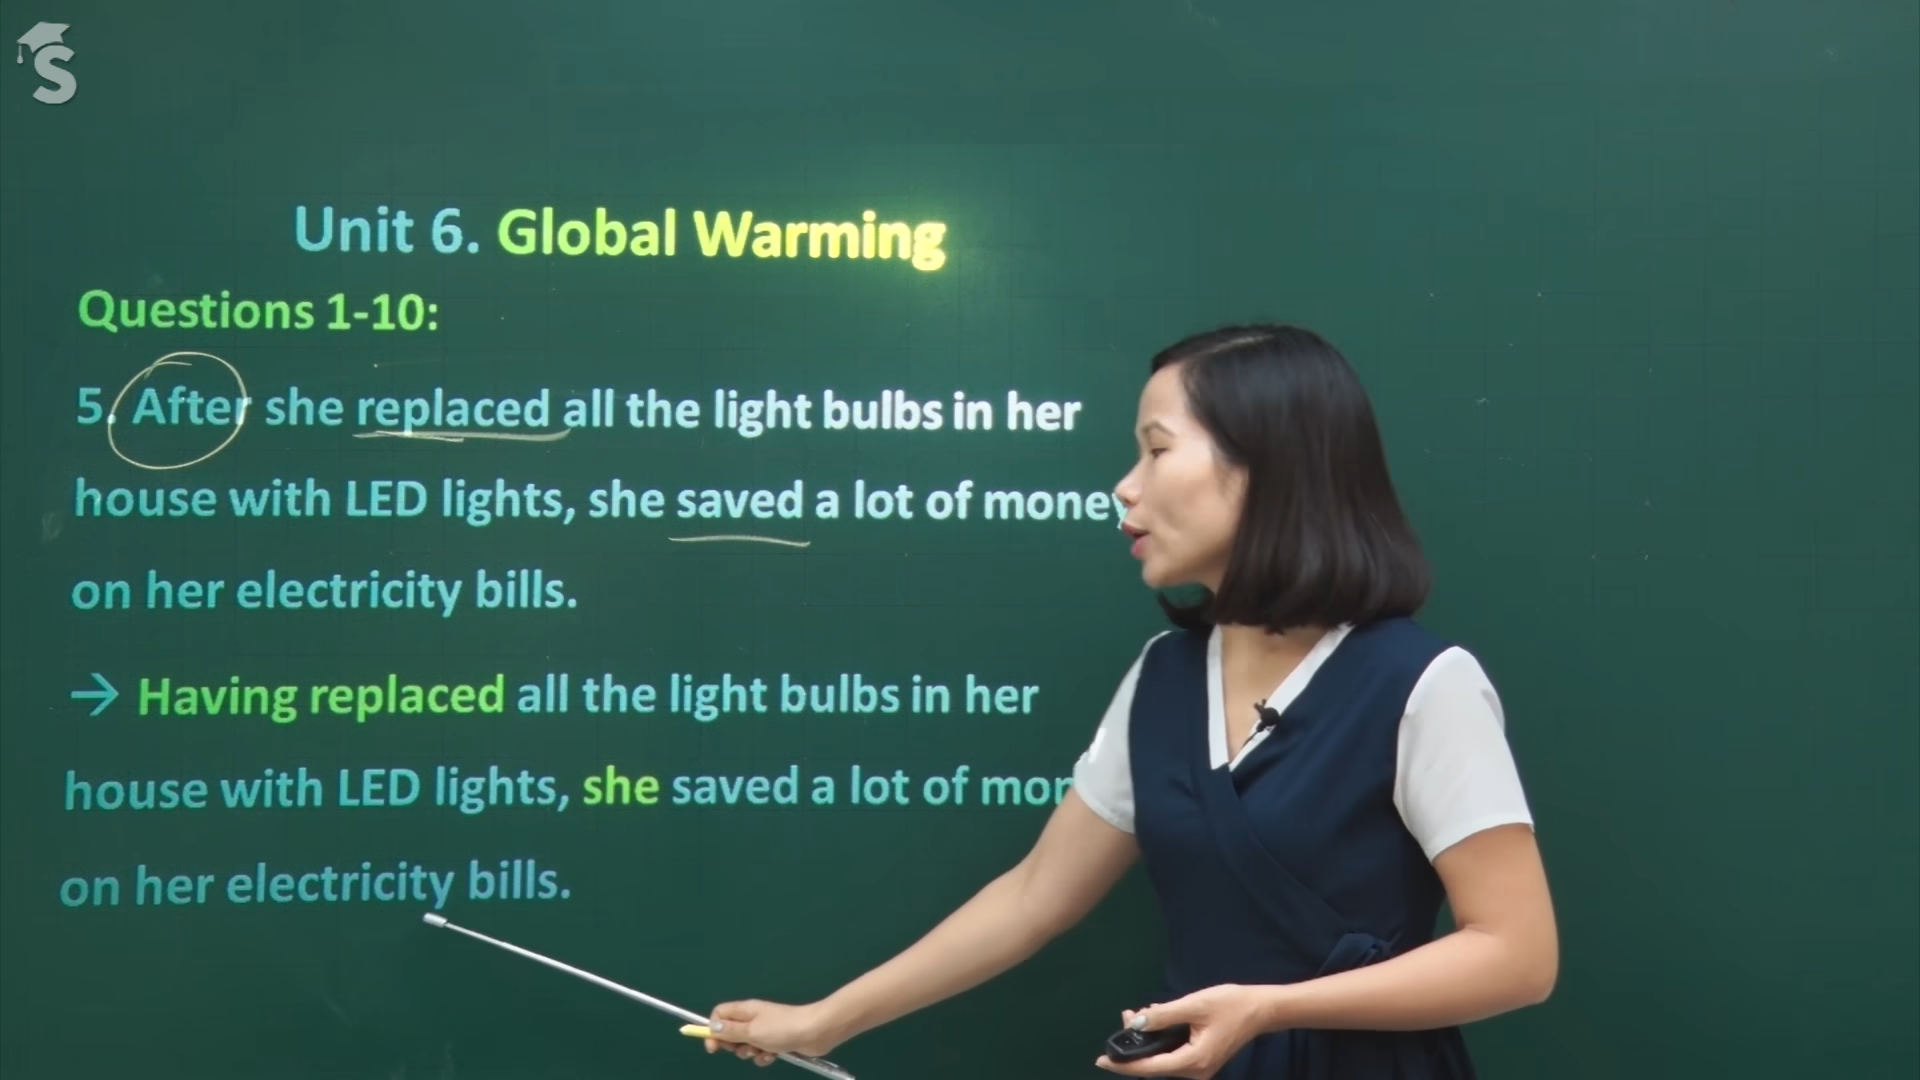 S
Unit 6. Global Warming
Questions 1-10:
5. After she replaced all the light bulbs in her
house with LED lights, she saved a lot of money
on her electricity bills.
→ Having replaced all the light bulbs in her
house with LED lights, she saved a lot of
on her electricity bills.